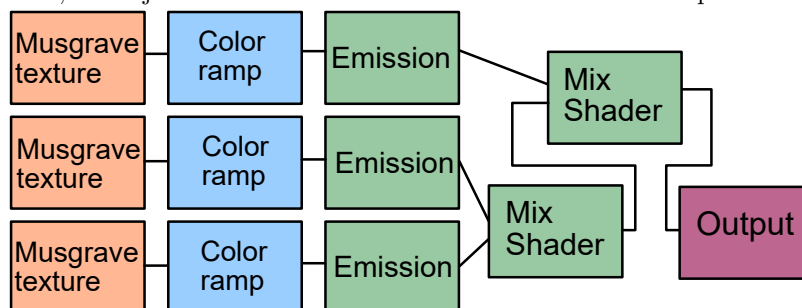 Musgrave
texture
Color
ramp
Emission
Mix
Shader
Musgrave
texture
Color
ramp
Emission
Mix
Shader
Output
Musgrave
texture
Color
ramp
Emission